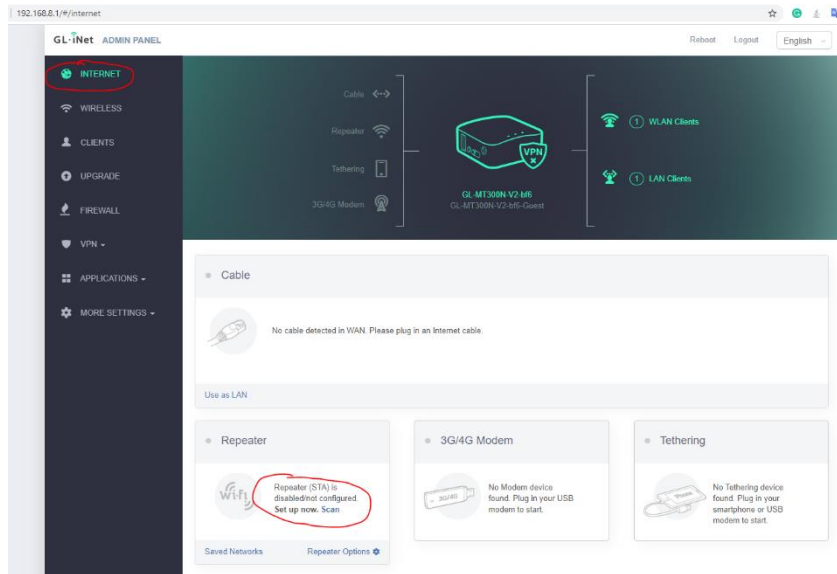 192.168.8.1/#/internet
GL·iNet ADMIN PANEL
Reboot Logout English
INTERNET
WIRELESS
CLIENTS
UPGRADE
FIREWALL
VPN
APPLICATIONS
MORE SETTINGS
Cable
Repeater
Tethering
3G/4G Modem
VPN
GL-MT300N-V2-bf6
GL-MT300N-V2-bf6-Guest
1 WLAN Clients
1 LAN Clients
Cable
No cable detected in WAN. Please plug in an Internet cable.
Use as LAN
Repeater
Wi-Fi
Repeater (STA) is
disabled/not configured.
Set up now. Scan
Saved Networks Repeater Options
3G/4G Modem
3G/4G
No Modem device
found. Plug in your USB
modem to start.
Tethering
Phone
No Tethering device
found. Plug in your
smartphone or USB
modem to start.